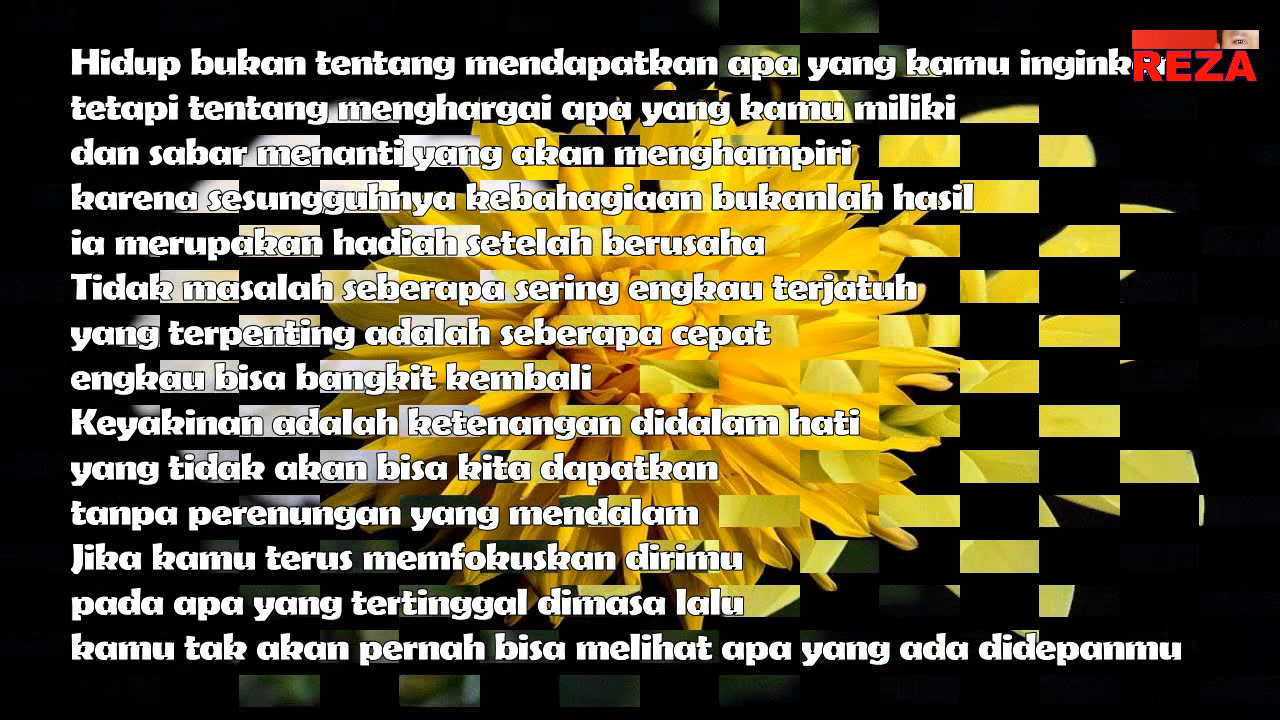 Hidup bukan tentang mendapatkan apa yang kamu inginkan
tetapi tentang menghargai apa yang kamu miliki
dan sabar menanti yang akan menghampiri
karena sesungguhnya kebahagiaan bukanlah hasil
ia merupakan hadiah setelah berusaha
Tidak masalah seberapa sering engkau terjatuh
yang terpenting adalah seberapa cepat
engkau bisa bangkit kembali
Keyakinan adalah ketenangan didalam hati
yang tidak akan bisa kita dapatkan
tanpa perenungan yang mendalam
Jika kamu terus memfokuskan dirimu
pada apa yang tertinggal dimasa lalu
kamu tak akan pernah bisa melihat apa yang ada didepanmu
REZA